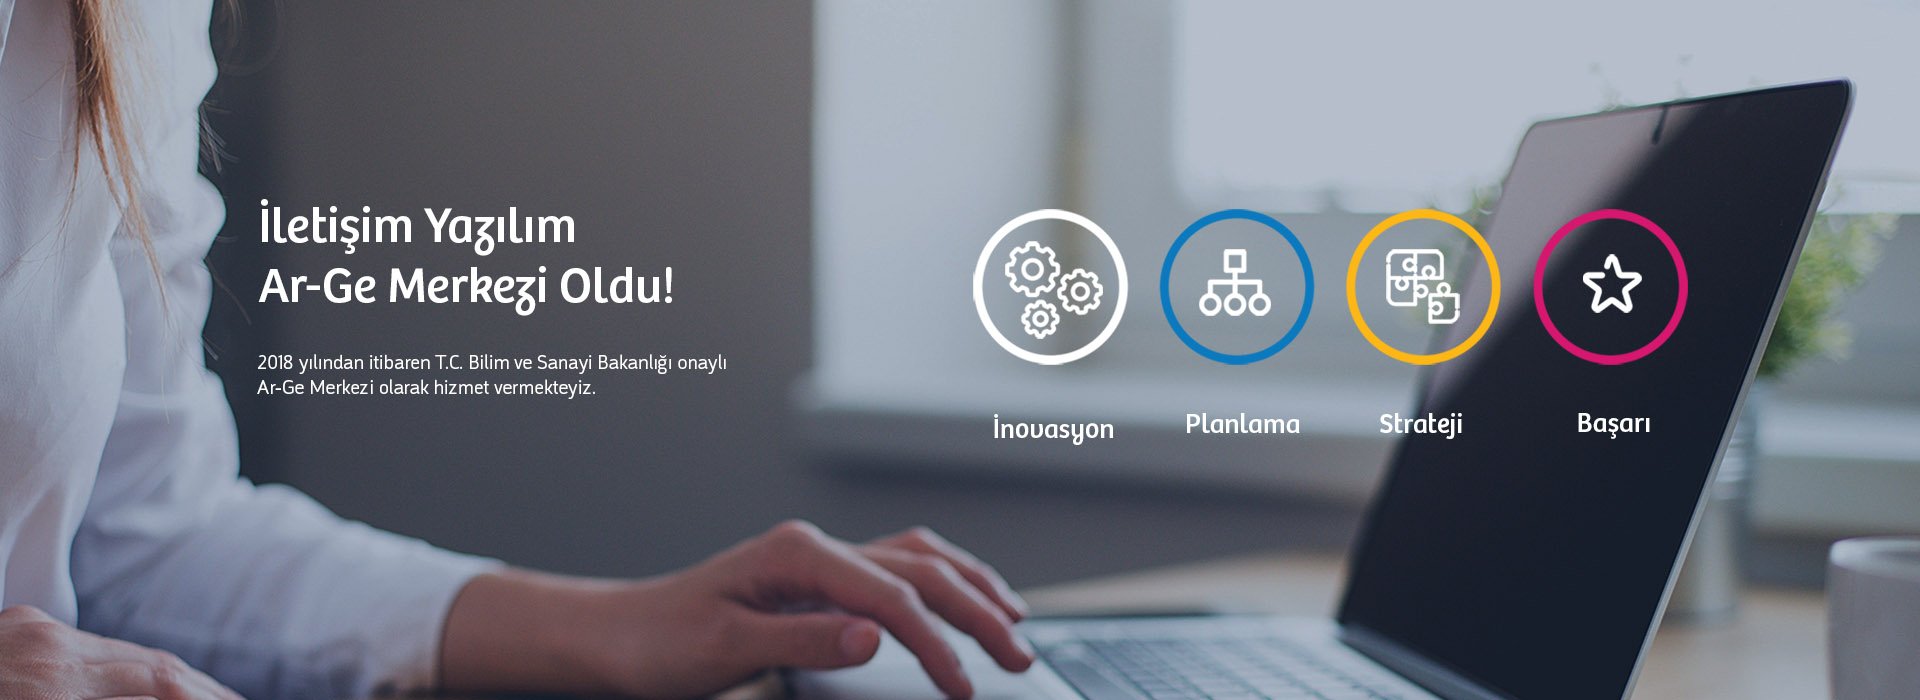 İletişim Yazılım
Ar-Ge Merkezi Oldu!
2018 yılından itibaren T.C. Bilim ve Sanayi Bakanlığı onaylı
Ar-Ge Merkezi olarak hizmet vermekteyiz.
İnovasyon
Planlama
Strateji
Başarı